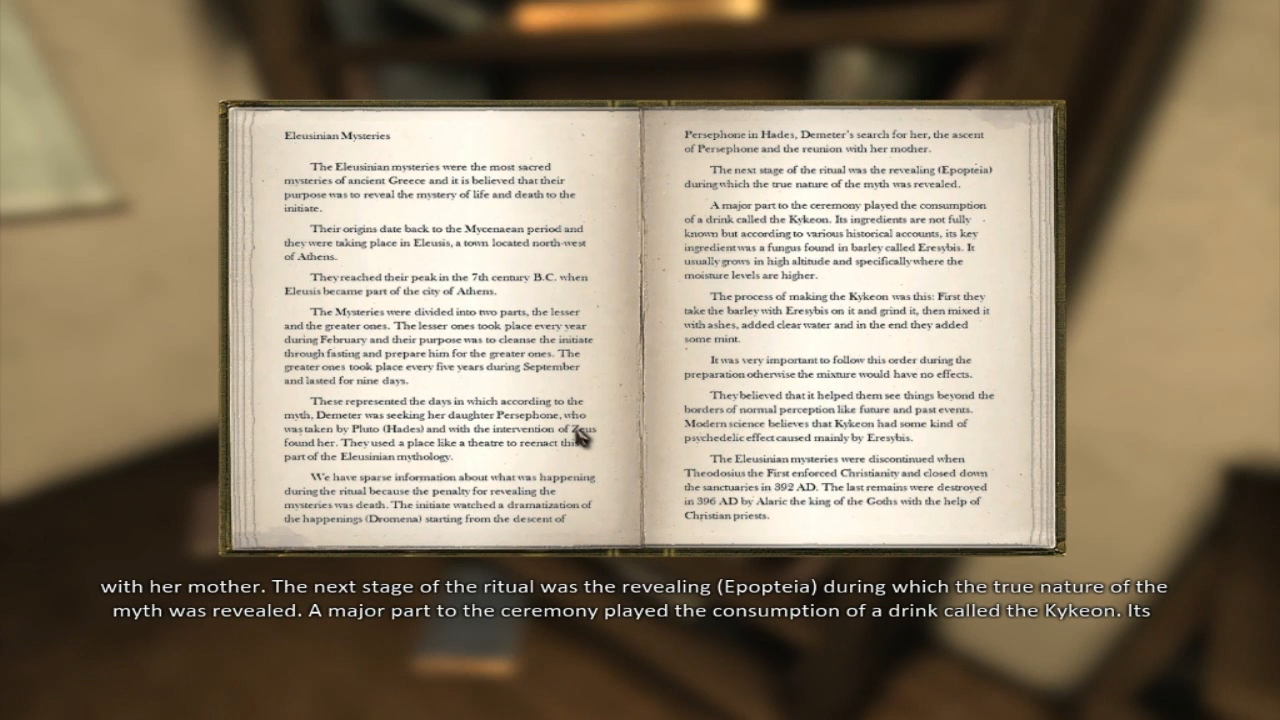 Eleusinian Mysteries
The Eleusinian mysteries were the most sacred
mysteries of ancient Greece and it is believed that their
purpose was to reveal the mystery of life and death to the
initiate.
Their origins date back to the Mycenaean period and
they were taking place in Eleusis, a town located north-west
of Athens.
They reached their peak in the 7th century B.C. when
Eleusis became part of the city of Athens.
The Mysteries were divided into two parts, the lesser
and the greater ones. The lesser ones took place every year
during February and their purpose was to cleanse the initiate
through fasting and prepare him for the greater ones. The
greater ones took place every five years during September
and lasted for nine days.
These represented the days in which according to the
myth, Demeter was seeking her daughter Persephone, who
was taken by Pluto (Hades) and with the intervention of Zeus
found her. They used a place like a theatre to reenact this
part of the Eleusinian mythology.
We have sparse information about what was happening
during the ritual because the penalty for revealing the
mysteries was death. The initiate watched a dramatization of
the happenings (Dromena) starting from the descent of
Persephone in Hades, Demeter's search for her, the ascent
of Persephone and the reunion with her mother.
The next stage of the ritual was the revealing (Epopteia)
during which the true nature of the myth was revealed.
A major part to the ceremony played the consumption
of a drink called the Kykeon. Its ingredients are not fully
known but according to various historical accounts, its key
ingredient was a fungus found in barley called Eresybis. It
usually grows in high altitude and specifically where the
moisture levels are higher.
The process of making the Kykeon was this: First they
take the barley with Eresybis on it and grind it, then mixed it
with ashes, added clear water and in the end they added
some mint.
It was very important to follow this order during the
preparation otherwise the mixture would have no effects.
They believed that it helped them see things beyond the
borders of normal perception like future and past events.
Modern science believes that Kykeon had some kind of
psychedelic effect caused mainly by Eresybis.
The Eleusinian mysteries were discontinued when
Theodosius the First enforced Christianity and closed down
the sanctuaries in 392 AD. The last remains were destroyed
in 396 AD by Alaric the king of the Goths with the help of
Christian priests.
with her mother. The next stage of the ritual was the revealing (Epopteia) during which the true nature of the
myth was revealed. A major part to the ceremony played the consumption of a drink called the Kykeon. Its